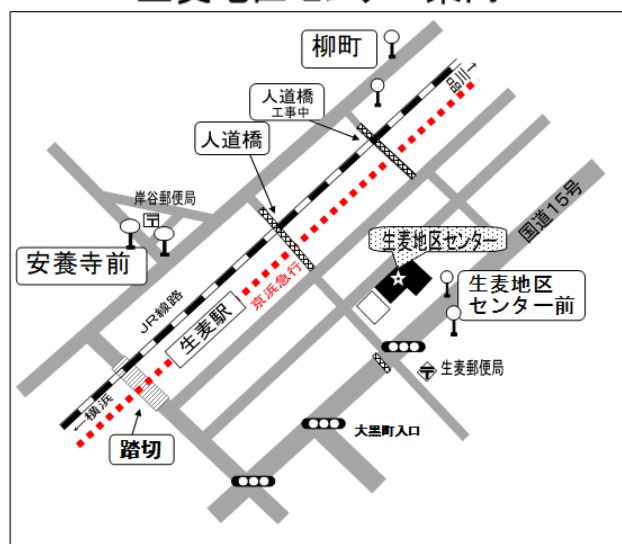 柳町
品川→
人道橋
工事中
人道橋
岸谷郵便局
安養寺前
国道15号
生麦地区センター
生麦地区
センター前
京浜急行
JR線路
生麦駅
生麦郵便局
←横浜
踏切
大黒町入口